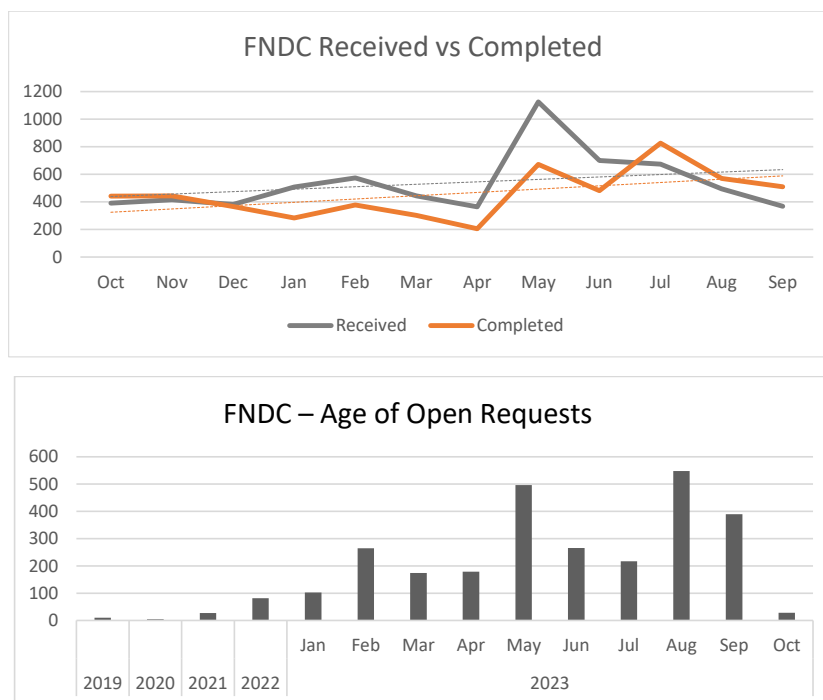 FNDC Received vs Completed
1200
1000
800
600
400
200
0
Oct Nov Dec Jan Feb Mar Apr May Jun Jul Aug Sep
Received Completed
FNDC – Age of Open Requests
600
500
400
300
200
100
0
Jan Feb Mar Apr May Jun Jul Aug Sep Oct
2019 2020 2021 2022 2023